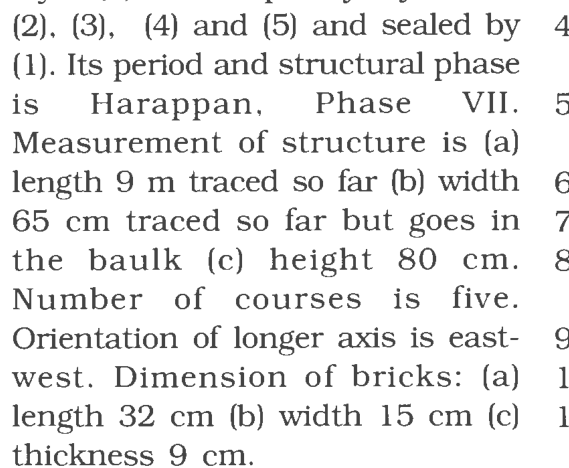 (2), (3), (4) and (5) and sealed by
(1). Its period and structural phase
is Harappan, Phase VII.
Measurement of structure is (a)
length 9 m traced so far (b) width
65 cm traced so far but goes in
the baulk (c) height 80 cm.
Number of courses is five.
Orientation of longer axis is east-
west. Dimension of bricks: (a)
length 32 cm (b) width 15 cm (c)
thickness 9 cm.
4
5
6
7
8
9
1
1